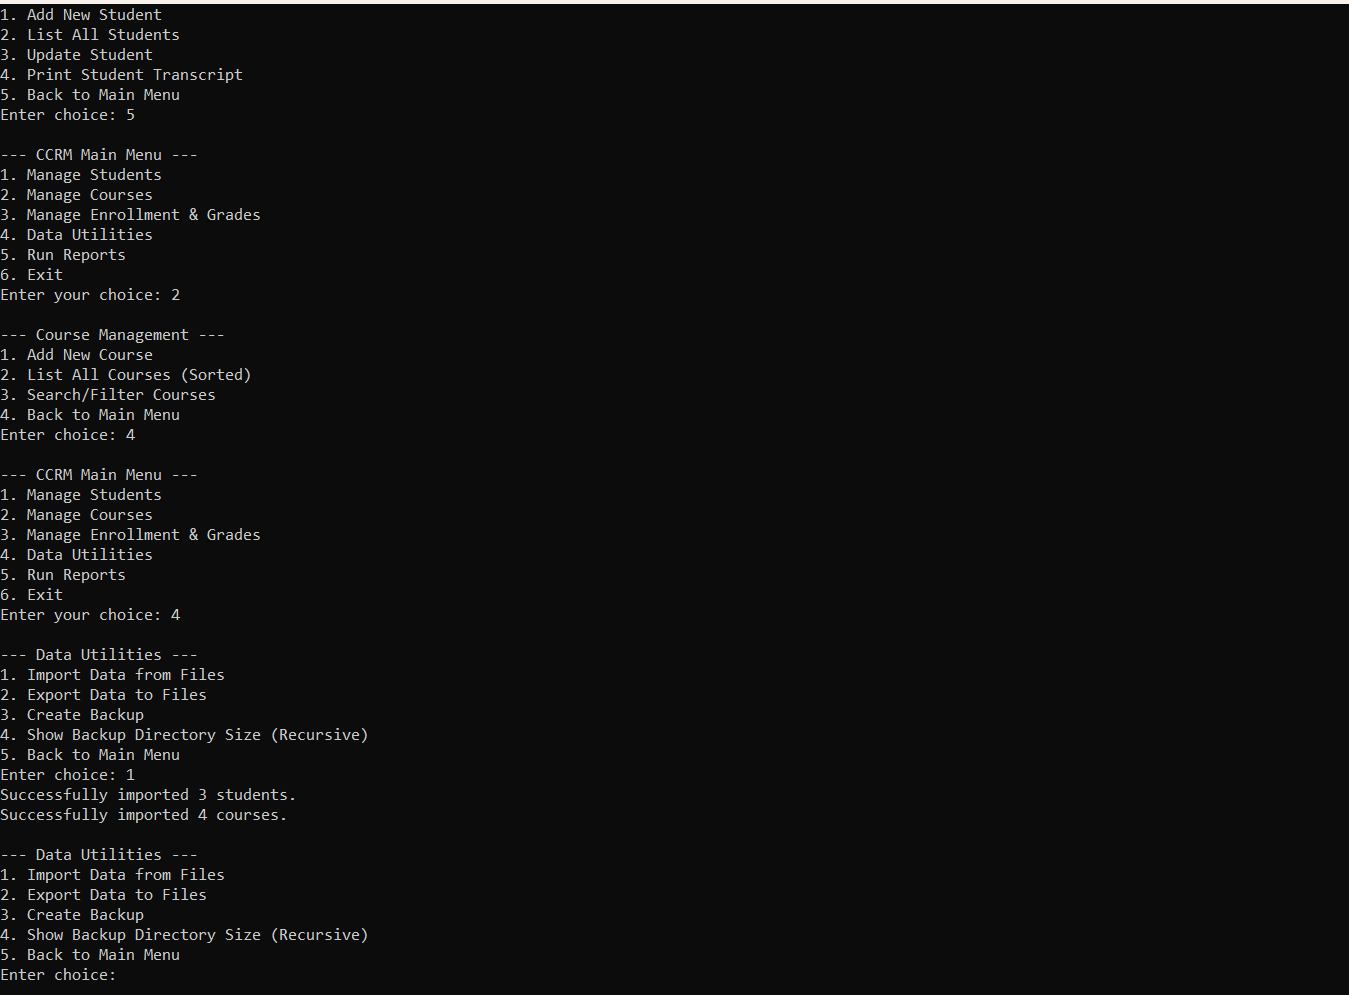 1. Add New Student
2. List All Students
3. Update Student
4. Print Student Transcript
5. Back to Main Menu
Enter choice: 5
--- CCRM Main Menu ---
1. Manage Students
2. Manage Courses
3. Manage Enrollment & Grades
4. Data Utilities
5. Run Reports
6. Exit
Enter your choice: 2
--- Course Management ---
1. Add New Course
2. List All Courses (Sorted)
3. Search/Filter Courses
4. Back to Main Menu
Enter choice: 4
--- CCRM Main Menu ---
1. Manage Students
2. Manage Courses
3. Manage Enrollment & Grades
4. Data Utilities
5. Run Reports
6. Exit
Enter your choice: 4
--- Data Utilities ---
1. Import Data from Files
2. Export Data to Files
3. Create Backup
4. Show Backup Directory Size (Recursive)
5. Back to Main Menu
Enter choice: 1
Successfully imported 3 students.
Successfully imported 4 courses.
--- Data Utilities ---
1. Import Data from Files
2. Export Data to Files
3. Create Backup
4. Show Backup Directory Size (Recursive)
5. Back to Main Menu
Enter choice: